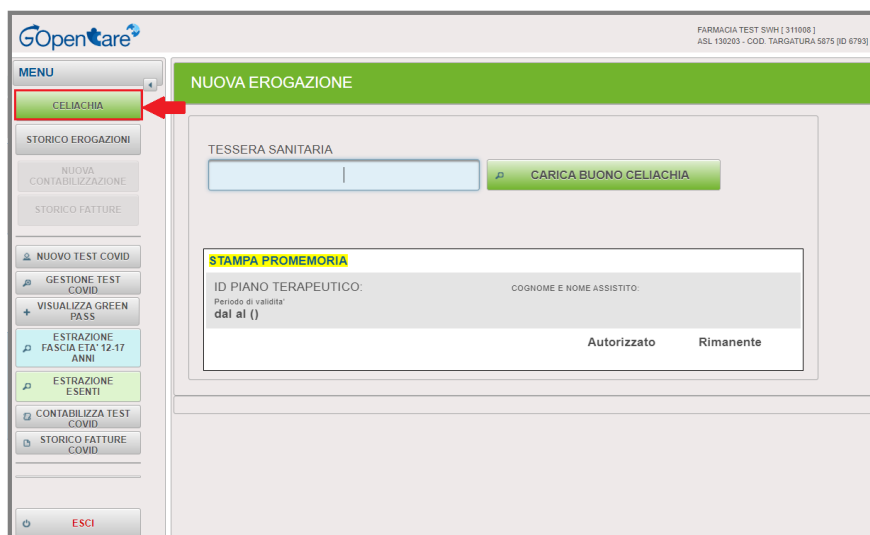 GOpenCare
FARMACIA TEST SWH [ 311008 ]
ASL 130203 - COD. TARGATURA 5875 [ID 6793]
MENU
CELIACHIA
STORICO EROGAZIONI
NUOVA
CONTABILIZZAZIONE
STORICO FATTURE
NUOVO TEST COVID
GESTIONE TEST
COVID
VISUALIZZA GREEN
PASS
ESTRAZIONE
FASCIA ETA' 12-17
ANNI
ESTRAZIONE
ESENTI
CONTABILIZZA TEST
COVID
STORICO FATTURE
COVID
ESCI
NUOVA EROGAZIONE
TESSERA SANITARIA
CARICA BUONO CELIACHIA
STAMPA PROMEMORIA
ID PIANO TERAPEUTICO:
COGNOME E NOME ASSISTITO:
Periodo di validita'
dal al ()
Autorizzato Rimanente